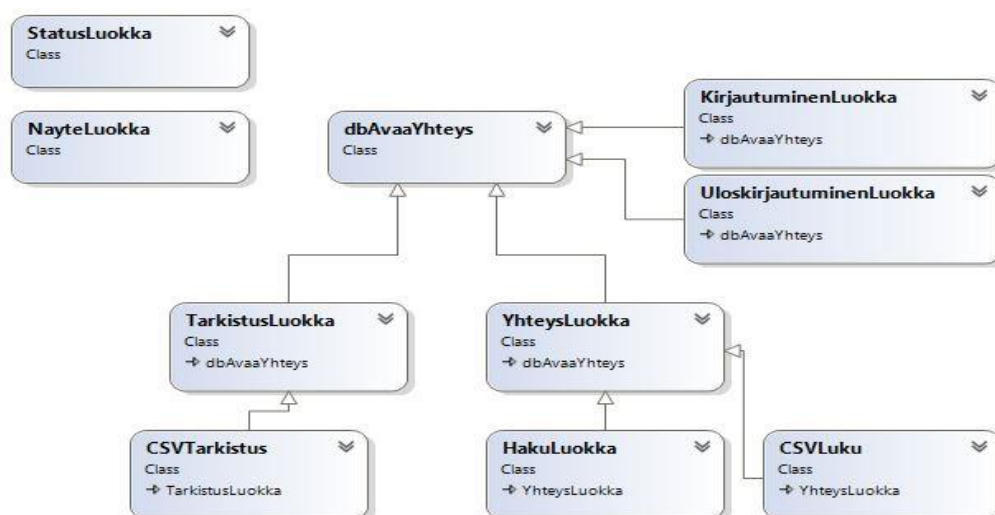 StatusLuokka
Class
NayteLuokka
Class
dbAvaaYhteys
Class
KirjautuminenLuokka
Class
dbAvaaYhteys
UloskirjautuminenLuokka
Class
dbAvaaYhteys
TarkistusLuokka
Class
dbAvaaYhteys
YhteysLuokka
Class
dbAvaaYhteys
CSVTarkistus
Class
TarkistusLuokka
HakuLuokka
Class
YhteysLuokka
CSVLuku
Class
YhteysLuokka